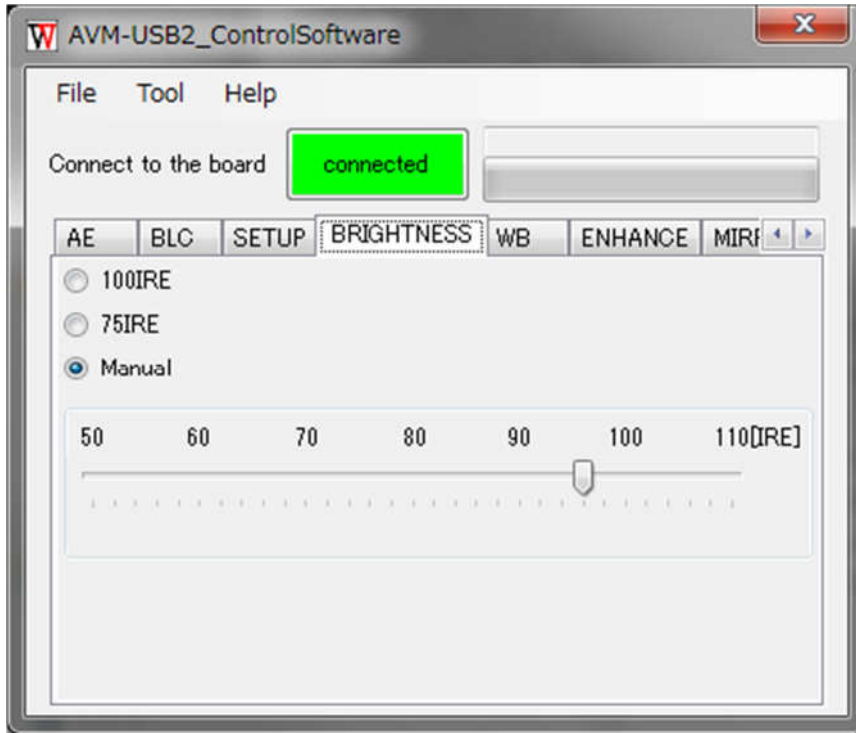 W AVM-USB2_ControlSoftware
File Tool Help
Connect to the board connected
AE BLC SETUP BRIGHTNESS WB ENHANCE
100IRE
75IRE
Manual
50 60 70 80 90 100 110[IRE]